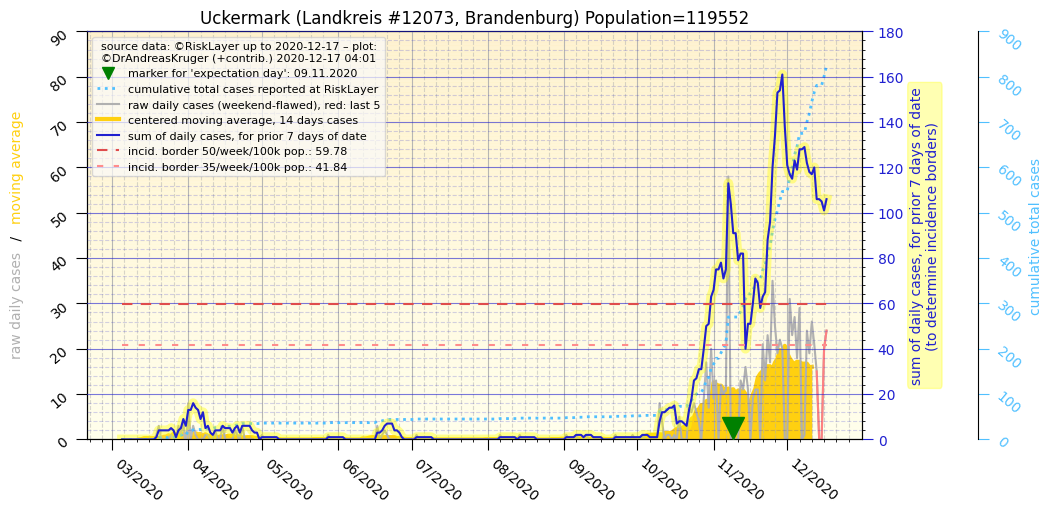 Uckermark (Landkreis #12073, Brandenburg) Population=119552
source data: ©RiskLayer up to 2020-12-17 – plot:
©DrAndreasKruger (+contrib.) 2020-12-17 04:01
marker for 'expectation day': 09.11.2020
cumulative total cases reported at RiskLayer
raw daily cases (weekend-flawed), red: last 5
centered moving average, 14 days cases
sum of daily cases, for prior 7 days of date
incid. border 50/week/100k pop.: 59.78
incid. border 35/week/100k pop.: 41.84
raw daily cases / moving average
90
80
70
60
50
40
30
20
10
0
03/2020
04/2020
05/2020
06/2020
07/2020
08/2020
09/2020
10/2020
11/2020
12/2020
180
160
140
120
100
80
60
40
20
0
sum of daily cases, for prior 7 days of date
(to determine incidence borders)
900
800
700
600
500
400
300
200
100
0
cumulative total cases